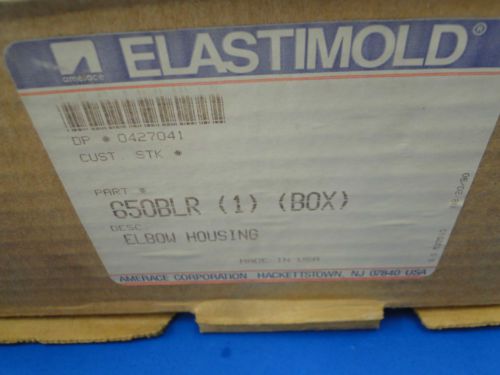 amerace
ELASTIMOLD®
DP # 0427041
CUST. STK #
PART #
650BLR (1) (BOX)
DESC
ELBOW HOUSING
MADE IN USA
AMERACE CORPORATION HACKETTSTOWN, NJ 07840 USA